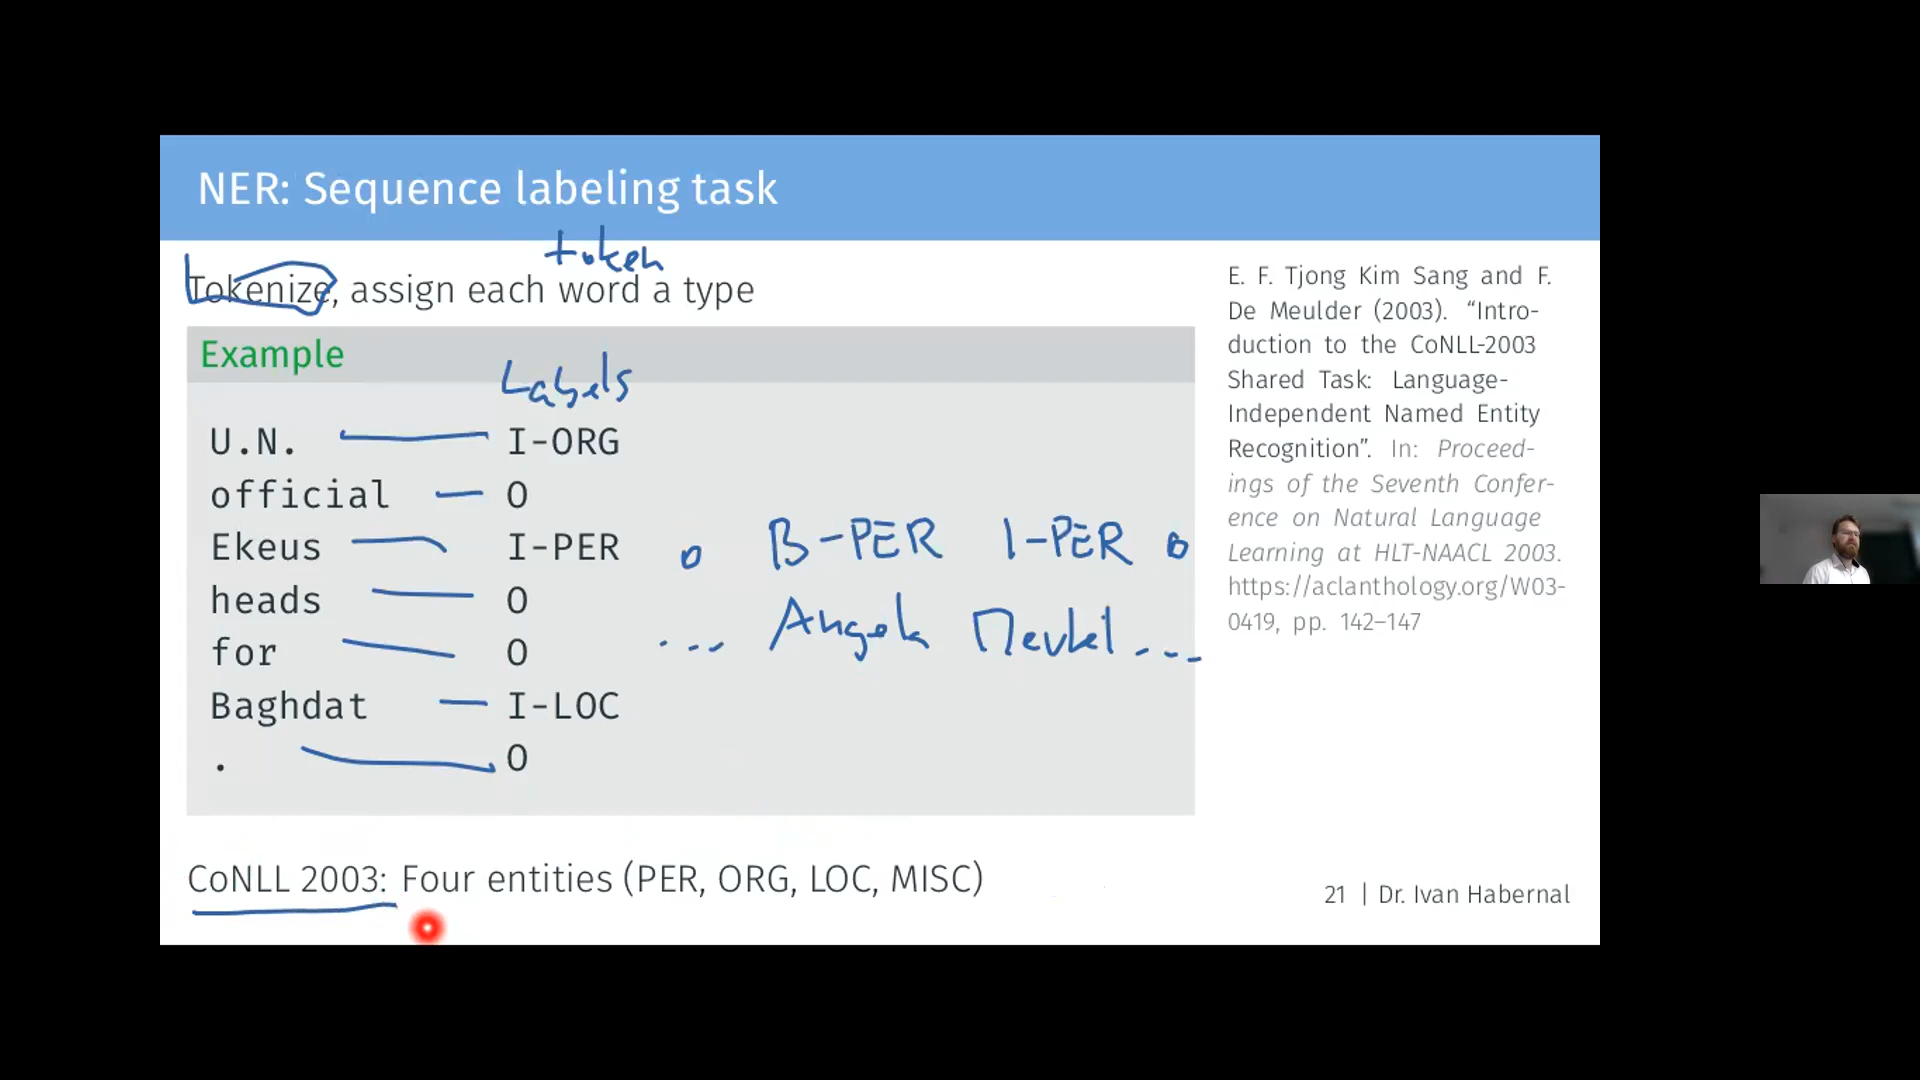 NER: Sequence labeling task
token
Tokenize, assign each word a type
Example
Labels
U.N. I-ORG
official O
Ekeus I-PER O B-PER I-PER O
heads O
for O ... Angela Merkel ...
Baghdat I-LOC
. O
CoNLL 2003: Four entities (PER, ORG, LOC, MISC)
E. F. Tjong Kim Sang and F.
De Meulder (2003). “Intro-
duction to the CoNLL-2003
Shared Task: Language-
Independent Named Entity
Recognition”. In: Proceed-
ings of the Seventh Confer-
ence on Natural Language
Learning at HLT-NAACL 2003.
https://aclanthology.org/W03-
0419, pp. 142–147
21 | Dr. Ivan Habernal